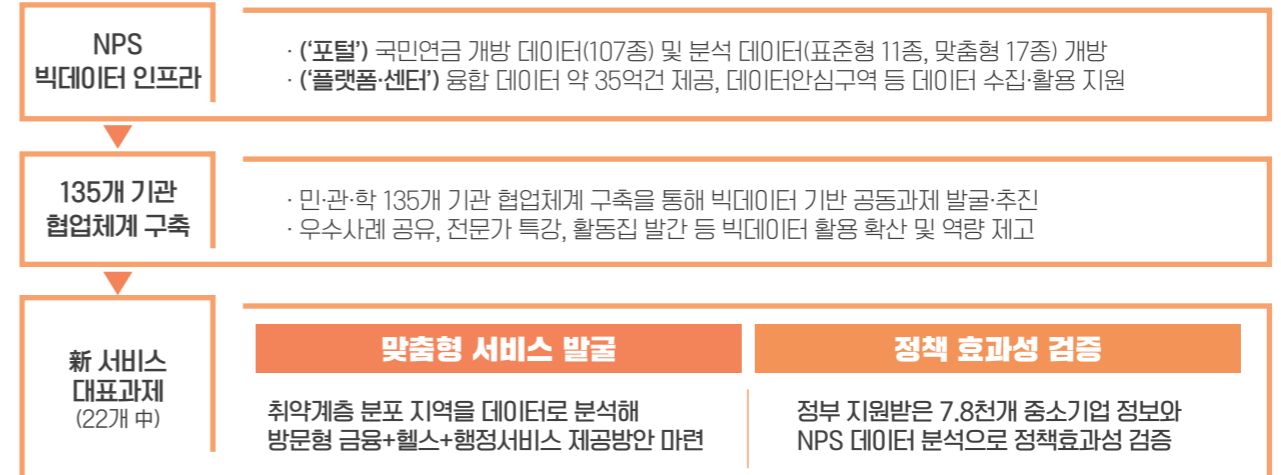 NPS
빅데이터 인프라
· (‘포털’) 국민연금 개방 데이터(107종) 및 분석 데이터(표준형 11종, 맞춤형 17종) 개방
· (‘플랫폼·센터’) 융합 데이터 약 35억건 제공, 데이터안심구역 등 데이터 수집·활용 지원
135개 기관
협업체계 구축
· 민·관·학 135개 기관 협업체계 구축을 통해 빅데이터 기반 공동과제 발굴·추진
· 우수사례 공유, 전문가 특강, 활동집 발간 등 빅데이터 활용 확산 및 역량 제고
新 서비스
대표과제
(22개 中)
맞춤형 서비스 발굴
취약계층 분포 지역을 데이터로 분석해
방문형 금융+헬스+행정서비스 제공방안 마련
정책 효과성 검증
정부 지원받은 7.8천개 중소기업 정보와
NPS 데이터 분석으로 정책효과성 검증